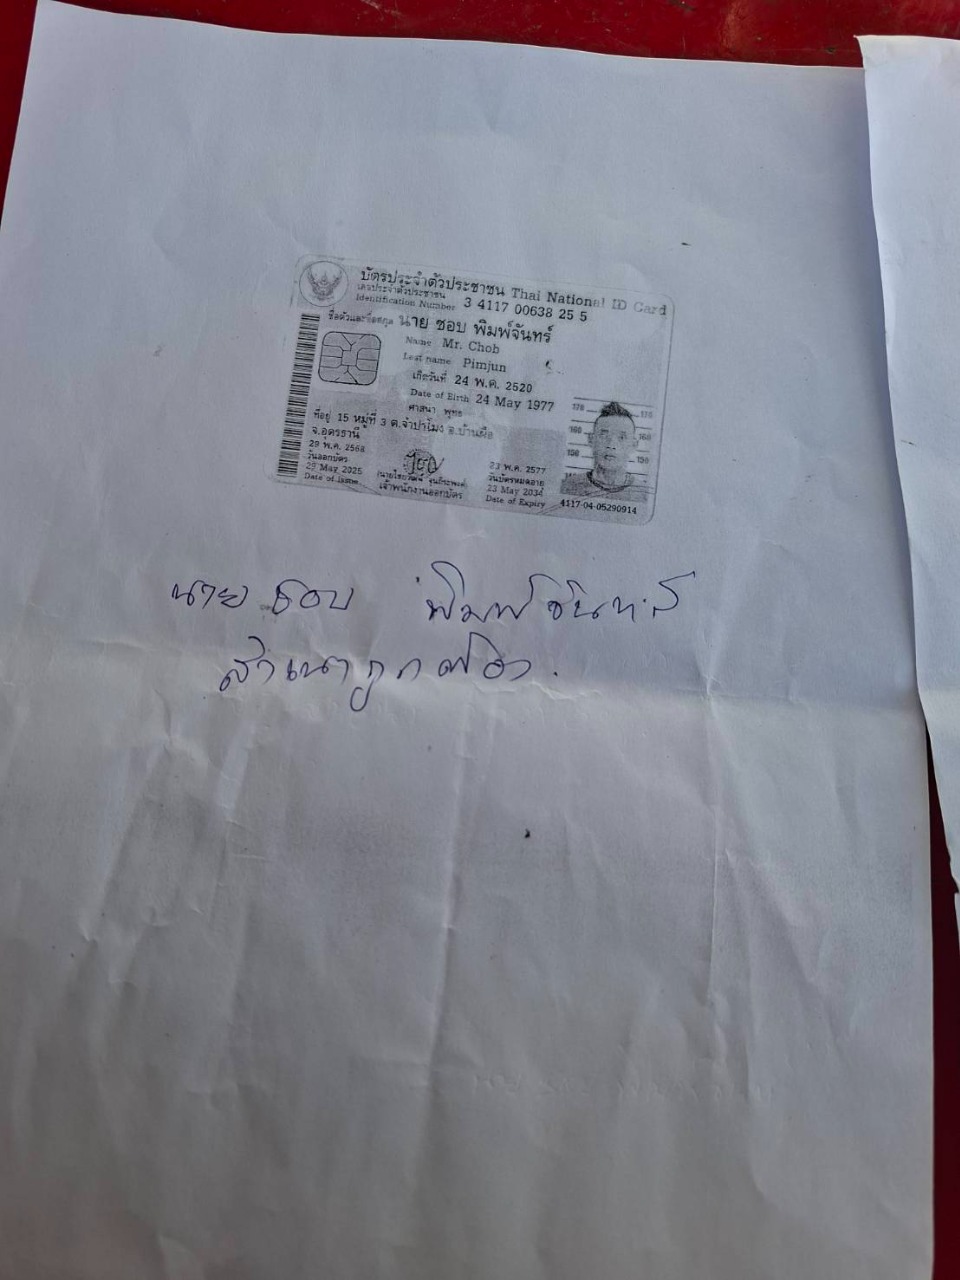 บัตรประจำตัวประชาชน Thai National ID Card
เลขประจำตัวประชาชน
Identification Number 3 4117 00638 25 5
ชื่อตัวและชื่อสกุล นาย ชอบ พิมพ์จันทร์
Name Mr. Chob
Last name Pimjun
เกิดวันที่ 24 พ.ค. 2520
Date of Birth 24 May 1977
ศาสนา พุทธ
ที่อยู่ 15 หมู่ที่ 3 ต.จำปาโมง อ.บ้านผือ
จ.อุดรธานี
29 พ.ค. 2568
วันออกบัตร
29 May 2025
Date of Issue
เจ้าพนักงานออกบัตร
23 พ.ค. 2577
วันบัตรหมดอายุ
23 May 2034
Date of Expiry
170 170
160 160
150 150
4117-04-05290914
นาย ชอบ พิมพ์จันทร์
สำเนาถูกต้อง.